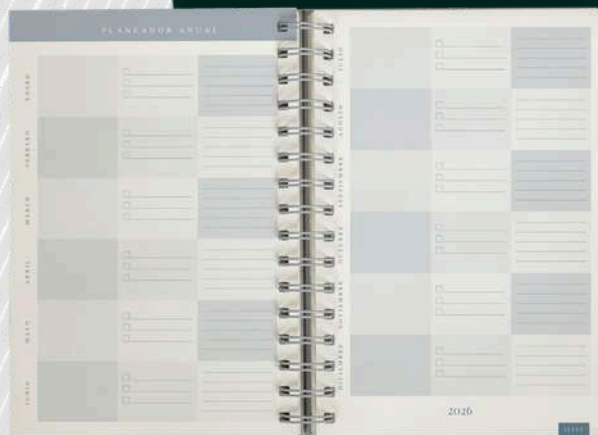 PLANEADOR ANUAL
ENERO
FEBRERO
MARZO
ABRIL
MAYO
JUNIO
JULIO
AGOSTO
SEPTIEMBRE
OCTUBRE
NOVIEMBRE
DICIEMBRE
2026